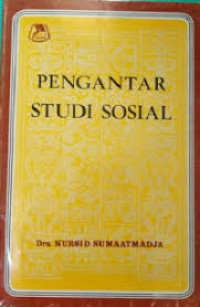 PENGANTAR
STUDI SOSIAL
Drs. NURSID SUMAATMADJA